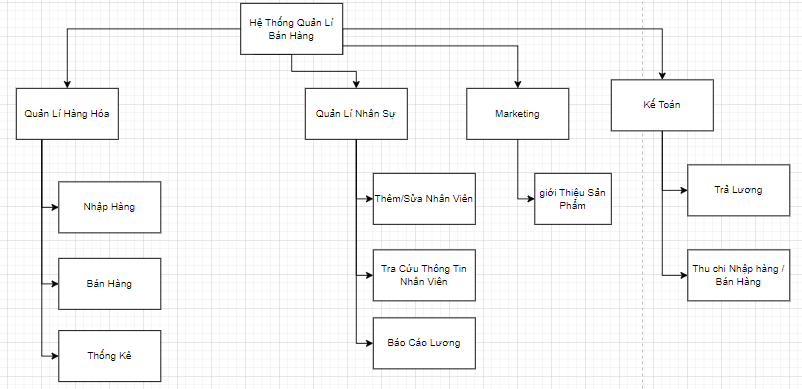 Hệ Thống Quản Lí
Bán Hàng
Quản Lí Hàng Hóa
Quản Lí Nhân Sự
Marketing
Kế Toán
Nhập Hàng
Bán Hàng
Thống Kê
Thêm/Sửa Nhân Viên
Tra Cứu Thông Tin
Nhân Viên
Báo Cáo Lương
giới Thiệu Sản
Phẩm
Trả Lương
Thu chi Nhập hàng /
Bán Hàng